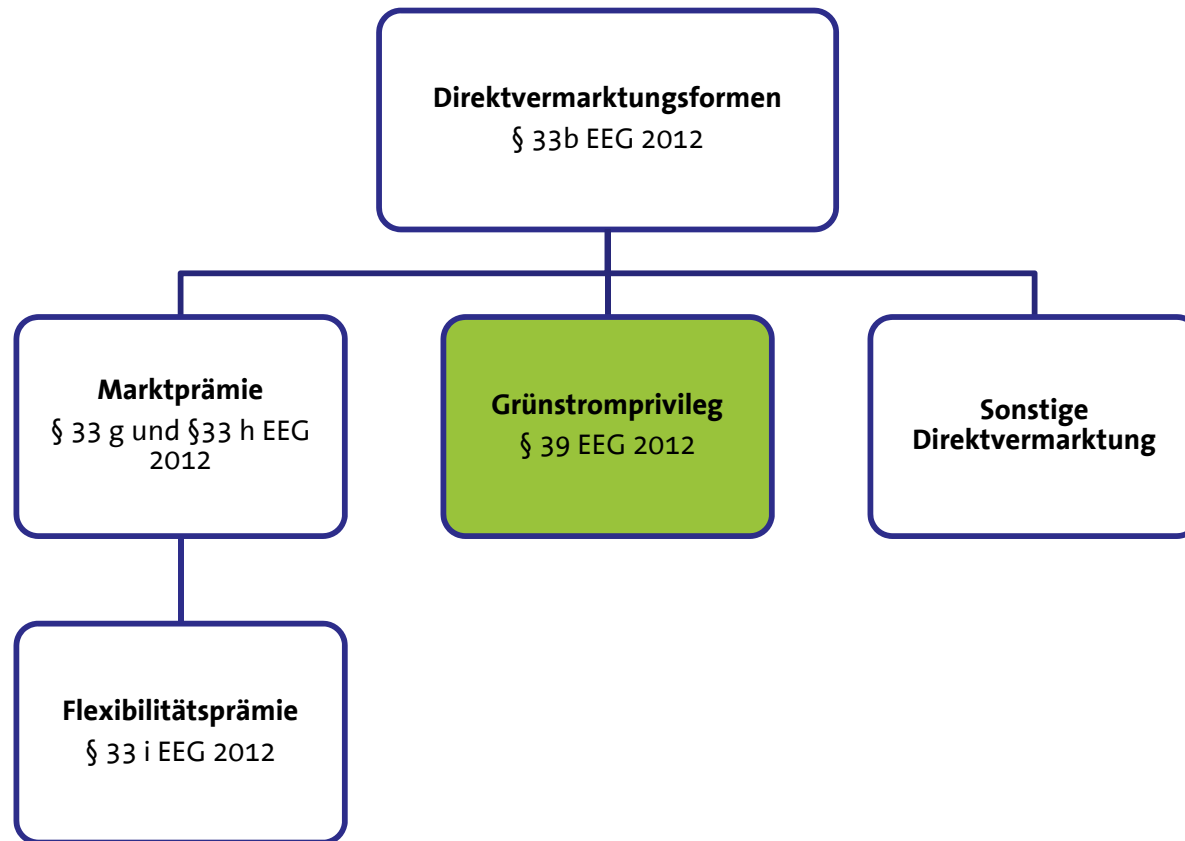 Direktvermarktungsformen
§ 33b EEG 2012
Marktprämie
§ 33 g und §33 h EEG
2012
Grünstromprivileg
§ 39 EEG 2012
Sonstige
Direktvermarktung
Flexibilitätsprämie
§ 33 i EEG 2012